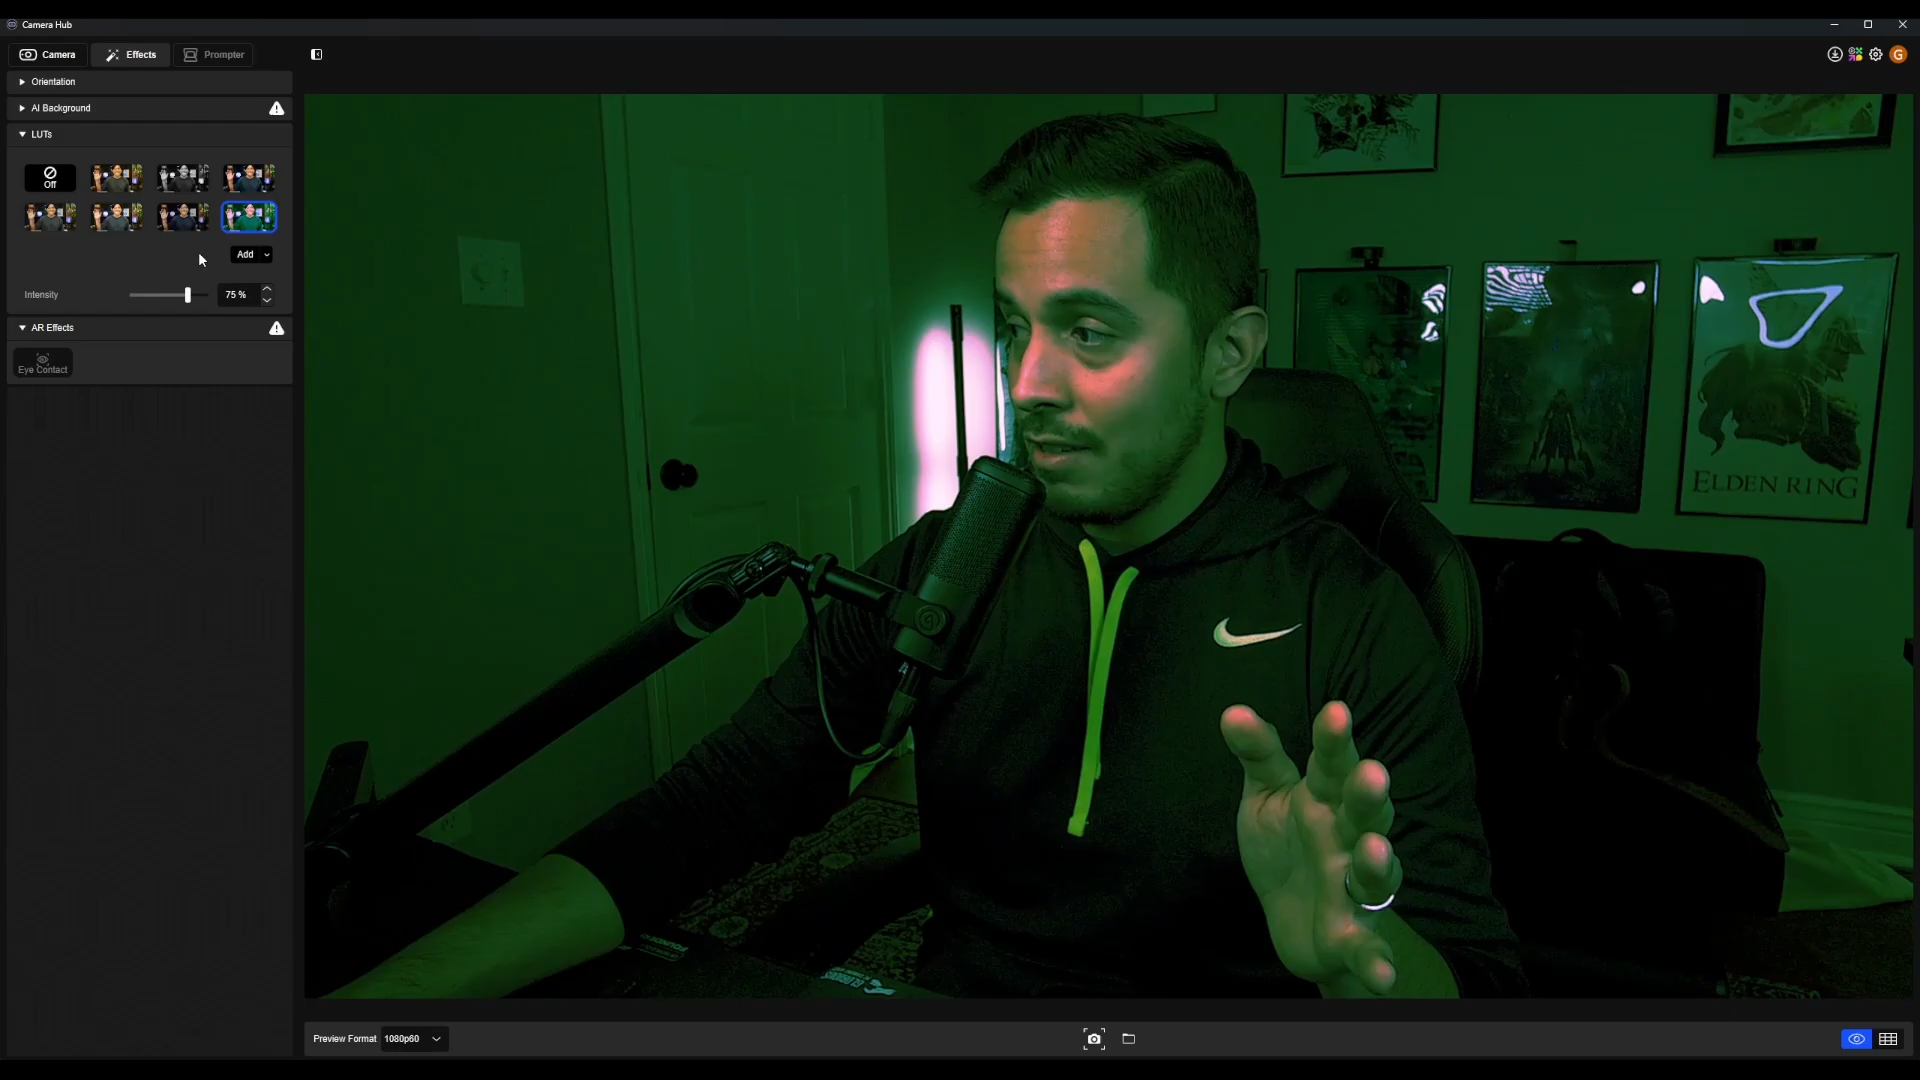 Camera Hub
Camera
Effects
Prompter
G
Orientation
AI Background
LUTs
Off
Add
Intensity
75 %
AR Effects
Eye Contact
ELDEN RING
Preview Format
1080p60